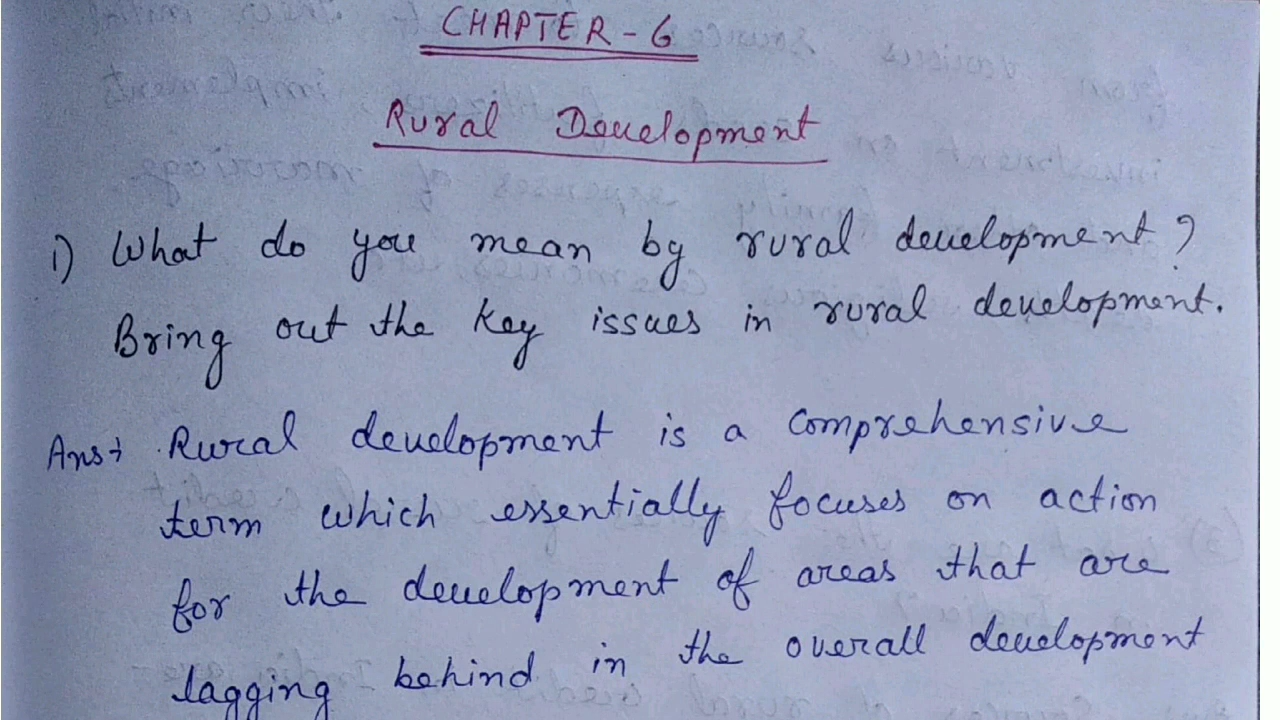 CHAPTER - 6
Rural Development
1) What do you mean by rural development?
Bring out the key issues in rural development.
Ans→ Rural development is a comprehensive
term which essentially focuses on action
for the development of areas that are
lagging behind in the overall development